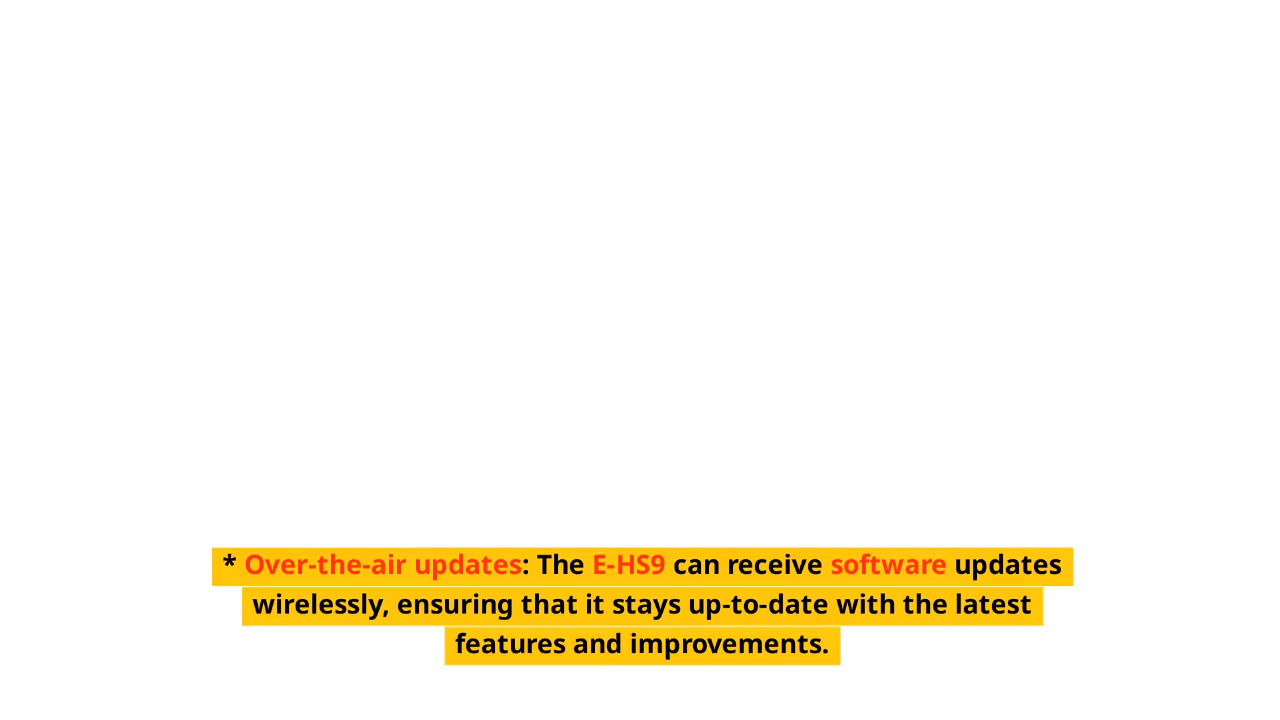 * Over-the-air updates: The E-HS9 can receive software updates
wirelessly, ensuring that it stays up-to-date with the latest
features and improvements.